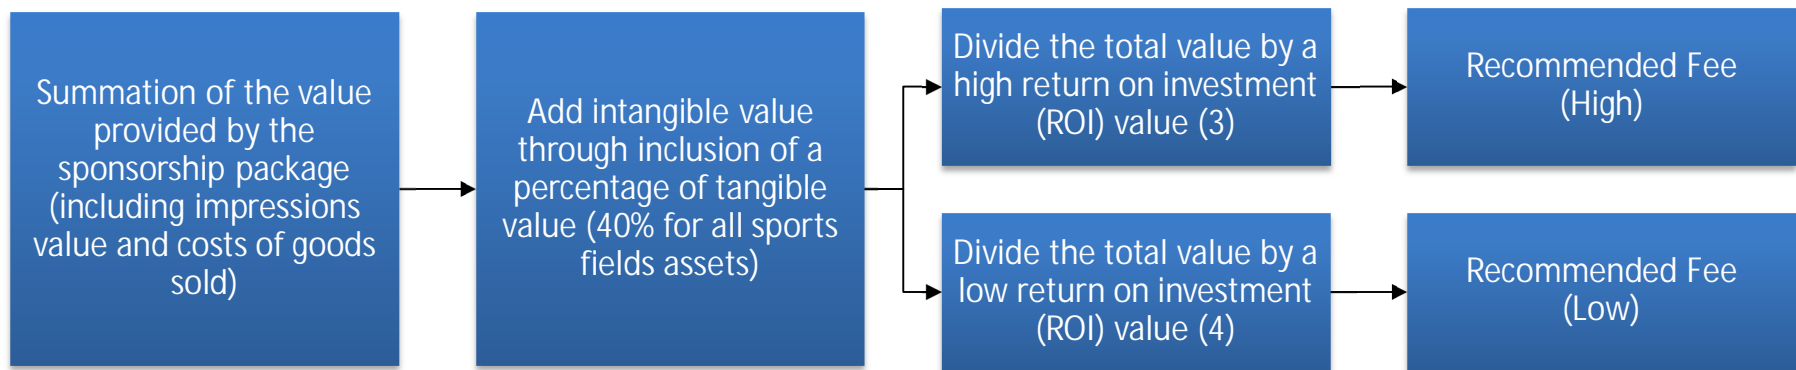 Summation of the value
provided by the
sponsorship package
(including impressions
value and costs of goods
sold)
Add intangible value
through inclusion of a
percentage of tangible
value (40% for all sports
fields assets)
Divide the total value by a
high return on investment
(ROI) value (3)
Recommended Fee
(High)
Divide the total value by a
low return on investment
(ROI) value (4)
Recommended Fee
(Low)